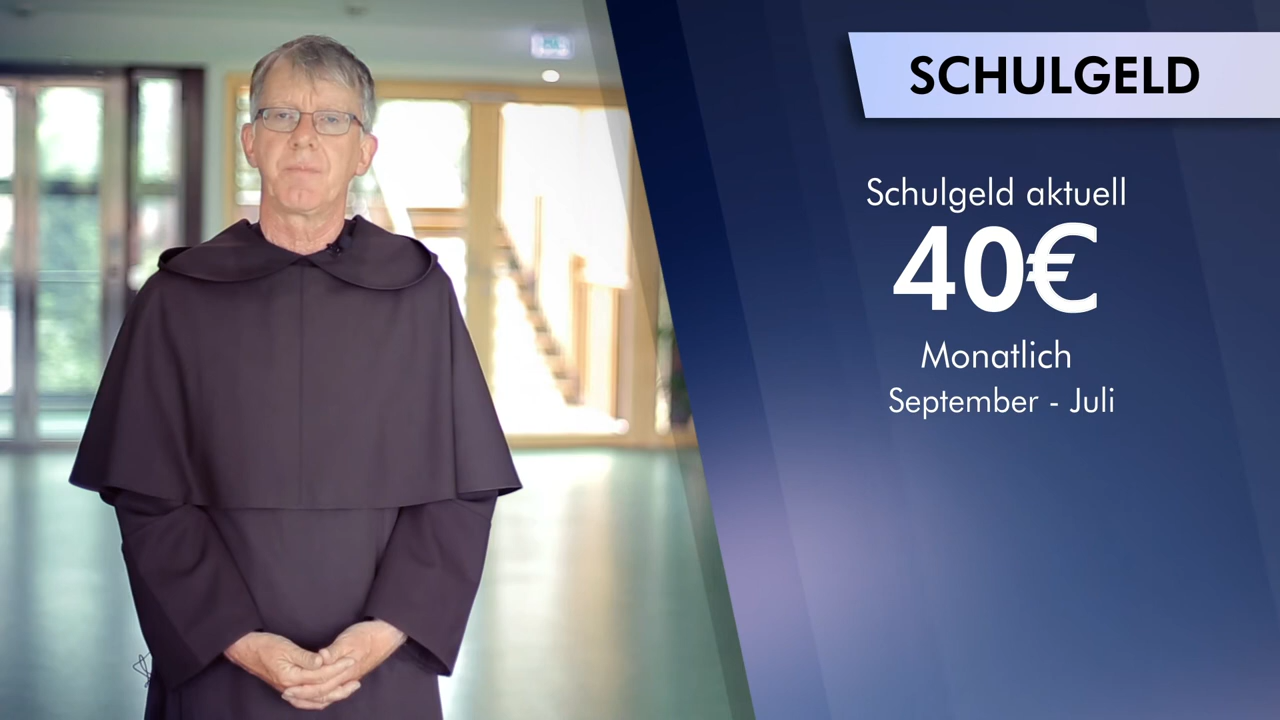 SCHULGELD
Schulgeld aktuell
40€
Monatlich
September - Juli